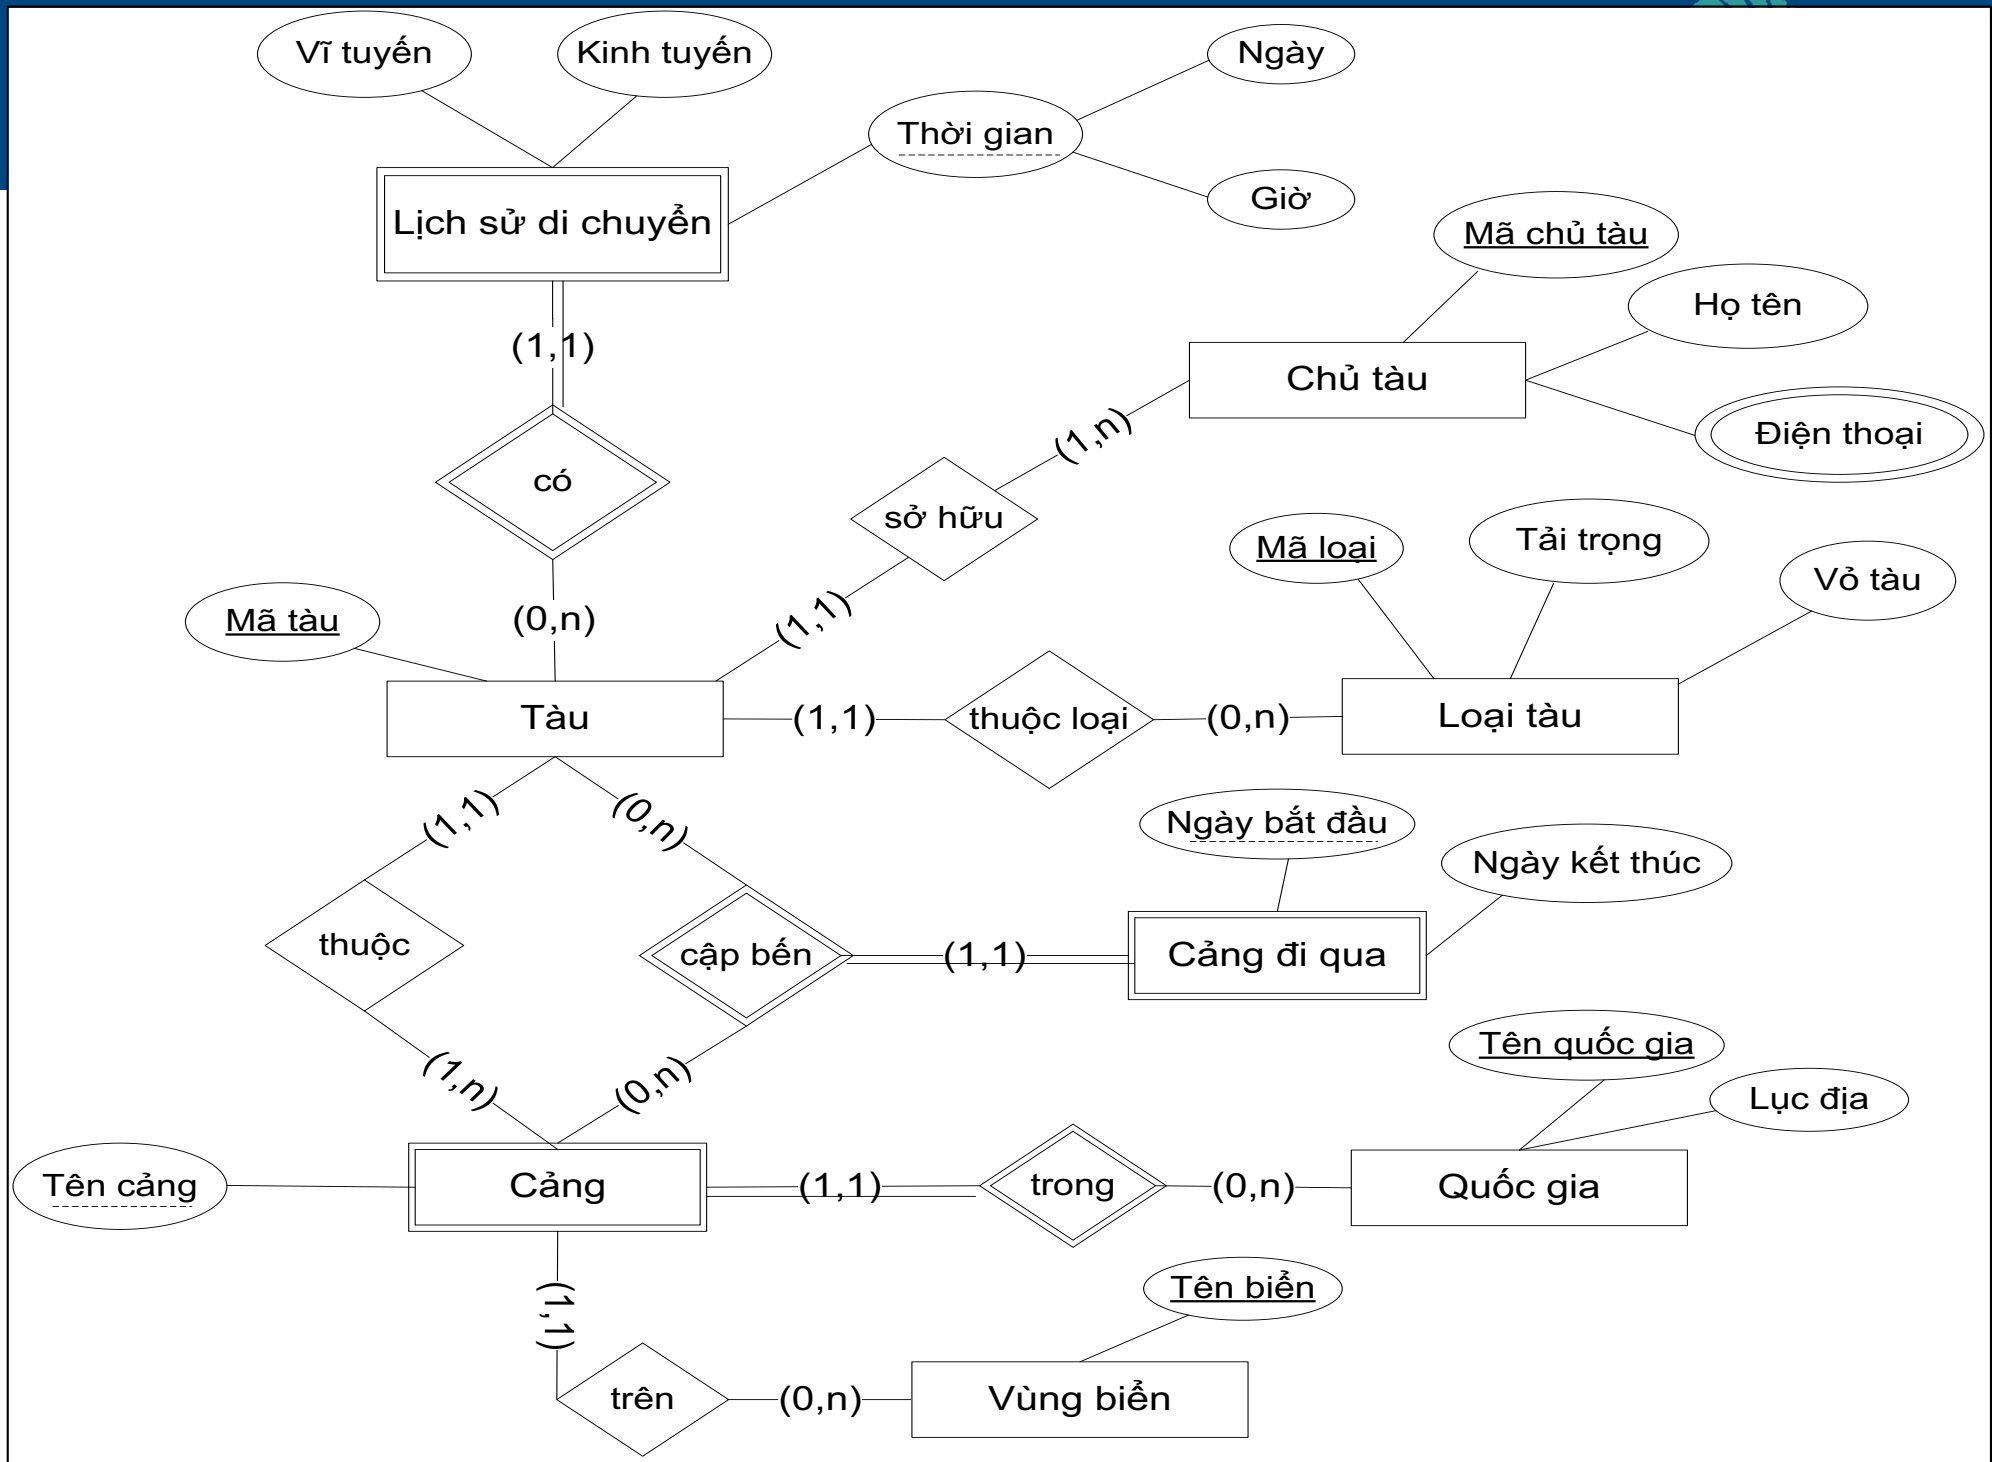 Vĩ tuyến
Kinh tuyến
Ngày
Thời gian
Giờ
Lịch sử di chuyển
Mã chủ tàu
Họ tên
(1,1)
Chủ tàu
(1,n)
Điện thoại
có
sở hữu
Mã loại
Tải trọng
Vỏ tàu
Mã tàu
(0,n)
(1,1)
Tàu
(1,1)
thuộc loại
(0,n)
Loại tàu
(1,1)
(0,n)
Ngày bắt đầu
Ngày kết thúc
thuộc
cập bến
(1,1)
Cảng đi qua
Tên quốc gia
(1,n)
(0,n)
Lục địa
Tên cảng
Cảng
(1,1)
trong
(0,n)
Quốc gia
Tên biển
(1,1)
trên
(0,n)
Vùng biển